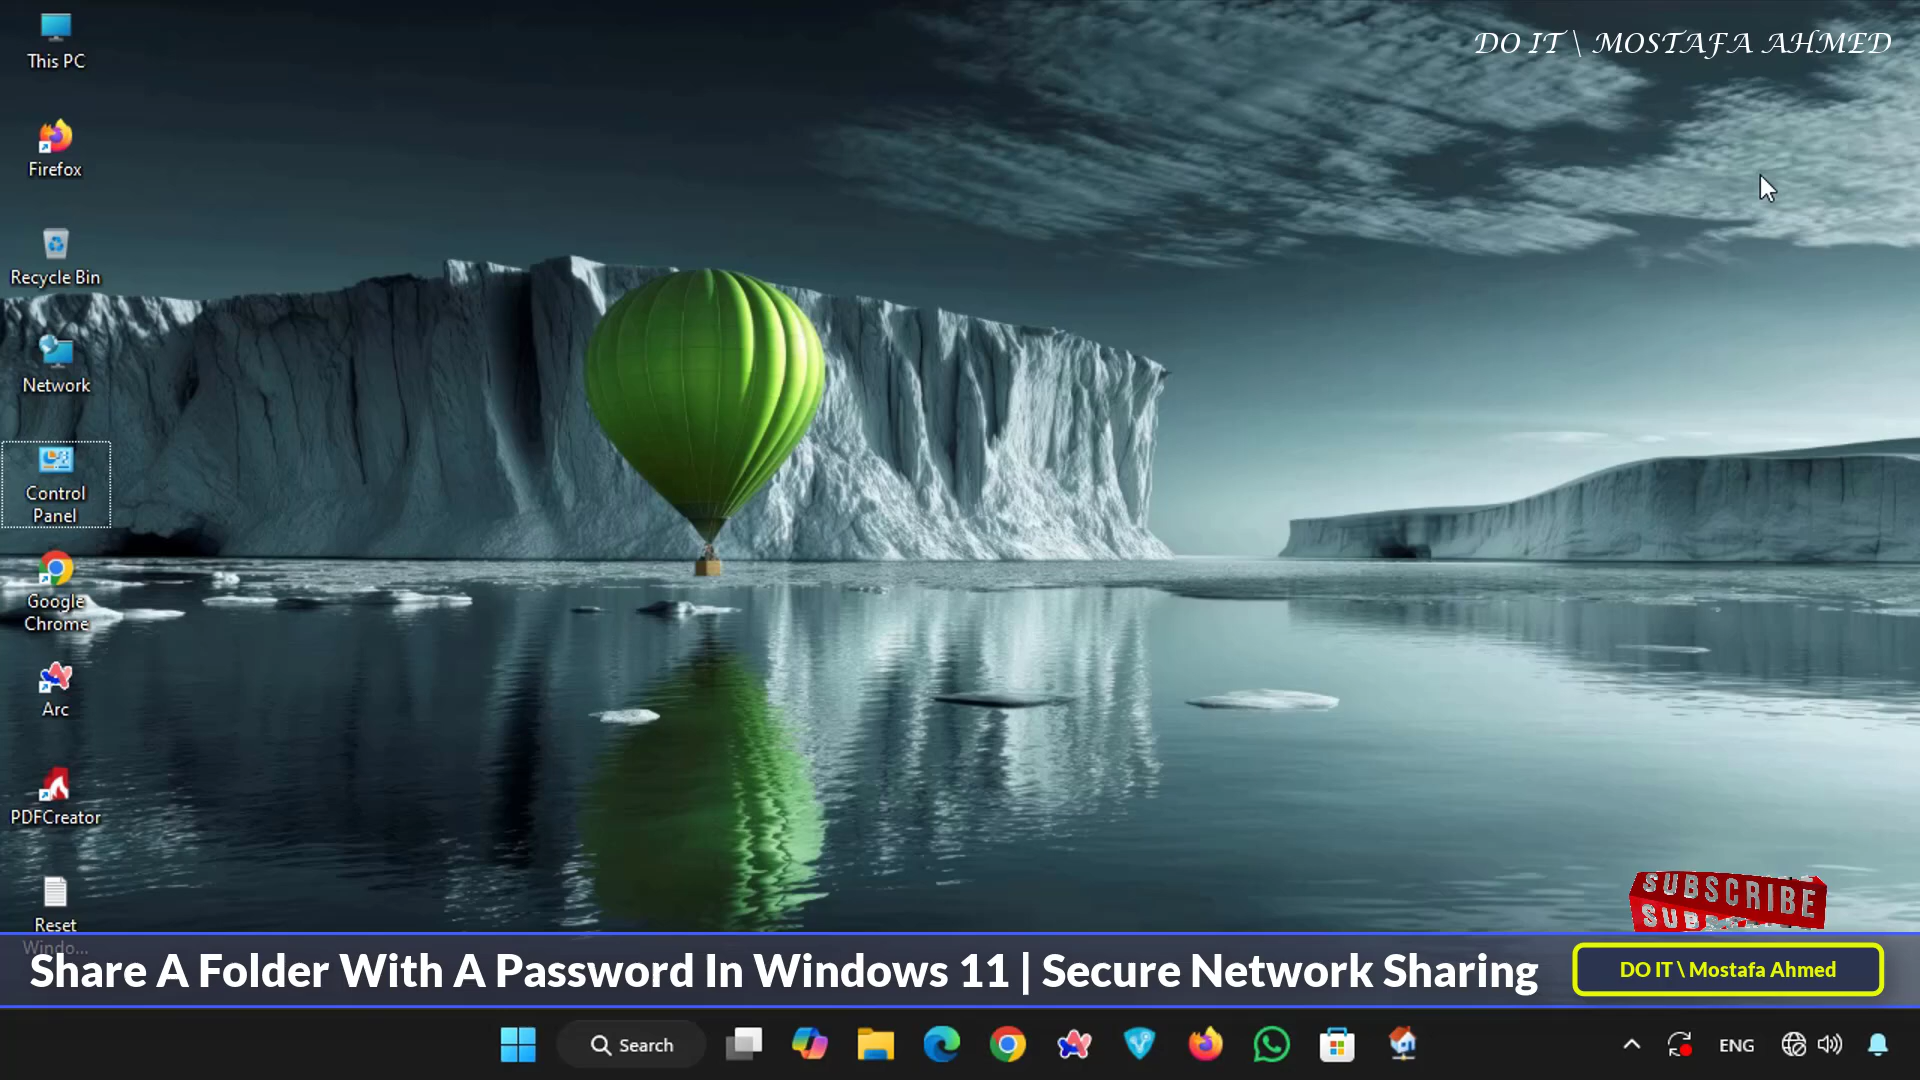 DO IT \ MOSTAFA AHMED
This PC
Firefox
Recycle Bin
Network
Control
Panel
Google
Chrome
Arc
PDFCreator
Reset
Windo...
SUBSCRIBE
Share A Folder With A Password In Windows 11 | Secure Network Sharing
DO IT \ Mostafa Ahmed
Search
ENG